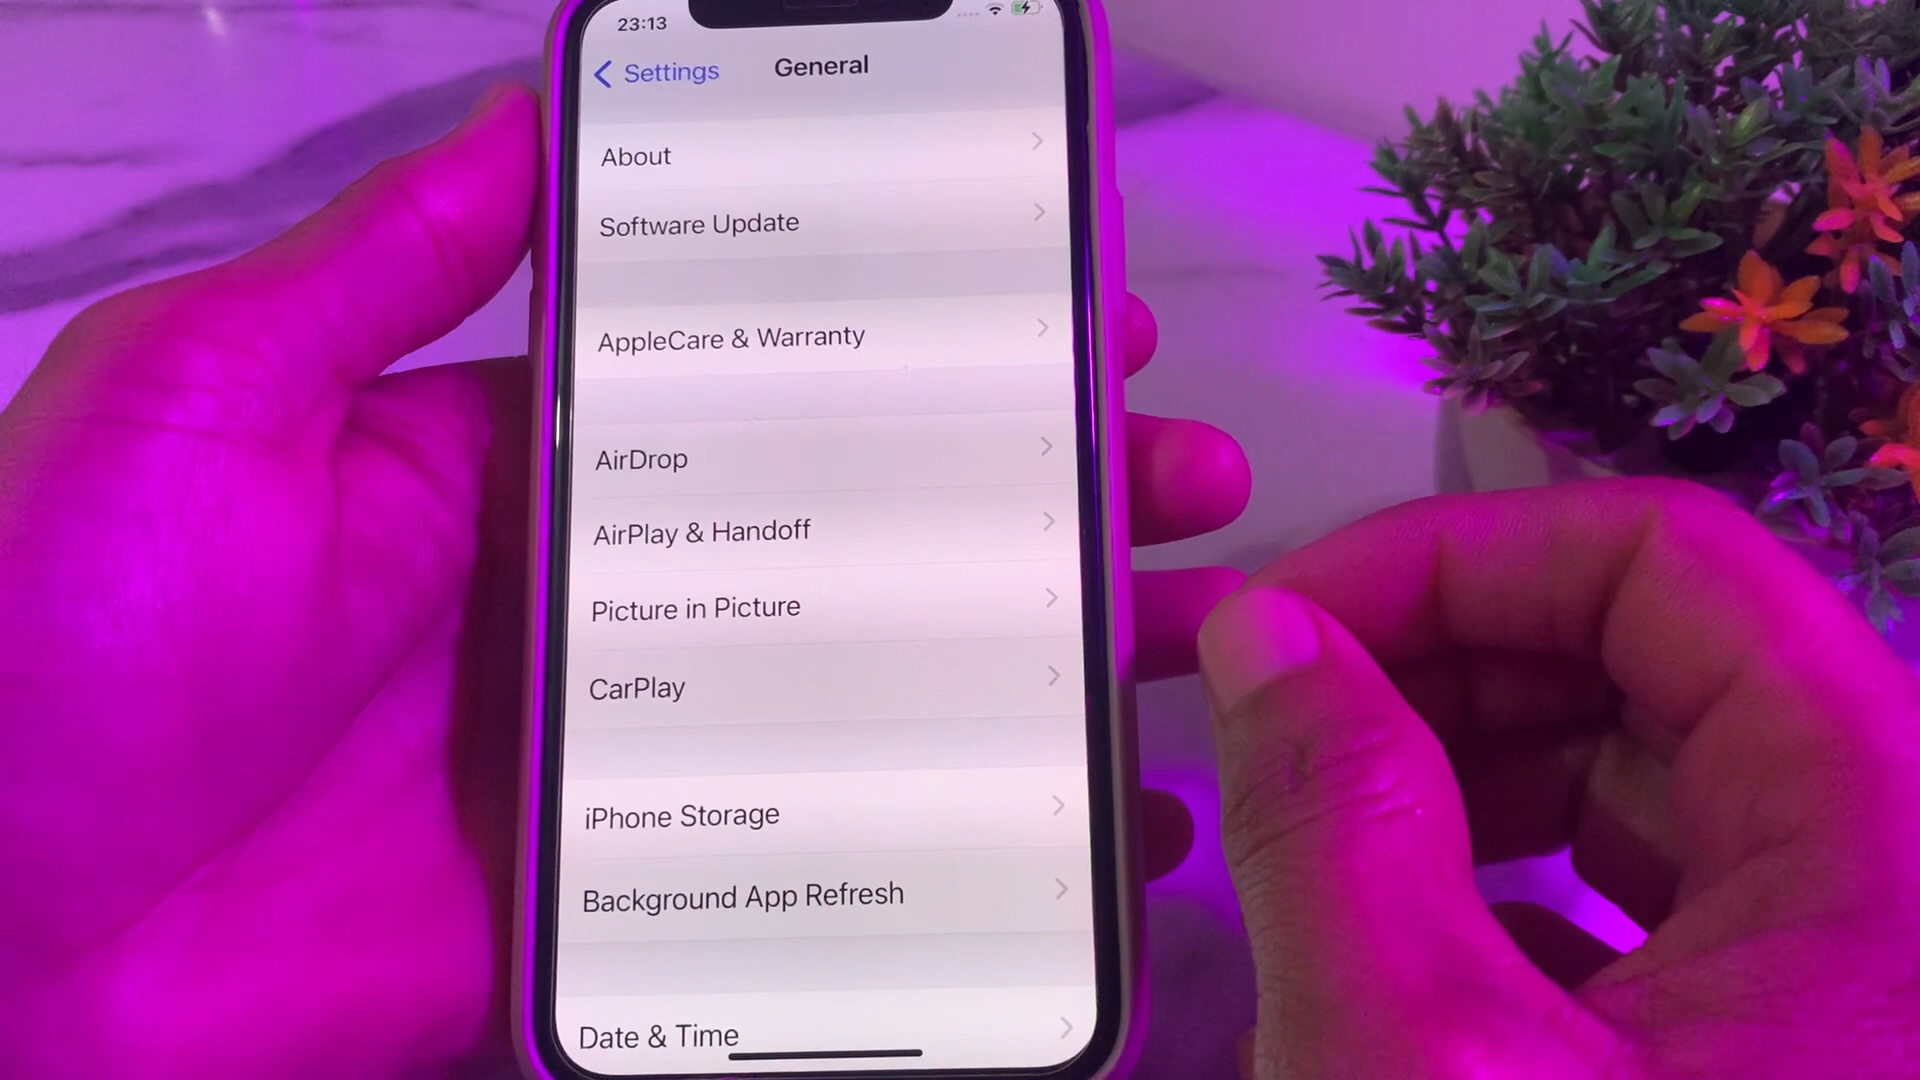 23:13
Settings
General
About
Software Update
AppleCare & Warranty
AirDrop
AirPlay & Handoff
Picture in Picture
CarPlay
iPhone Storage
Background App Refresh
Date & Time